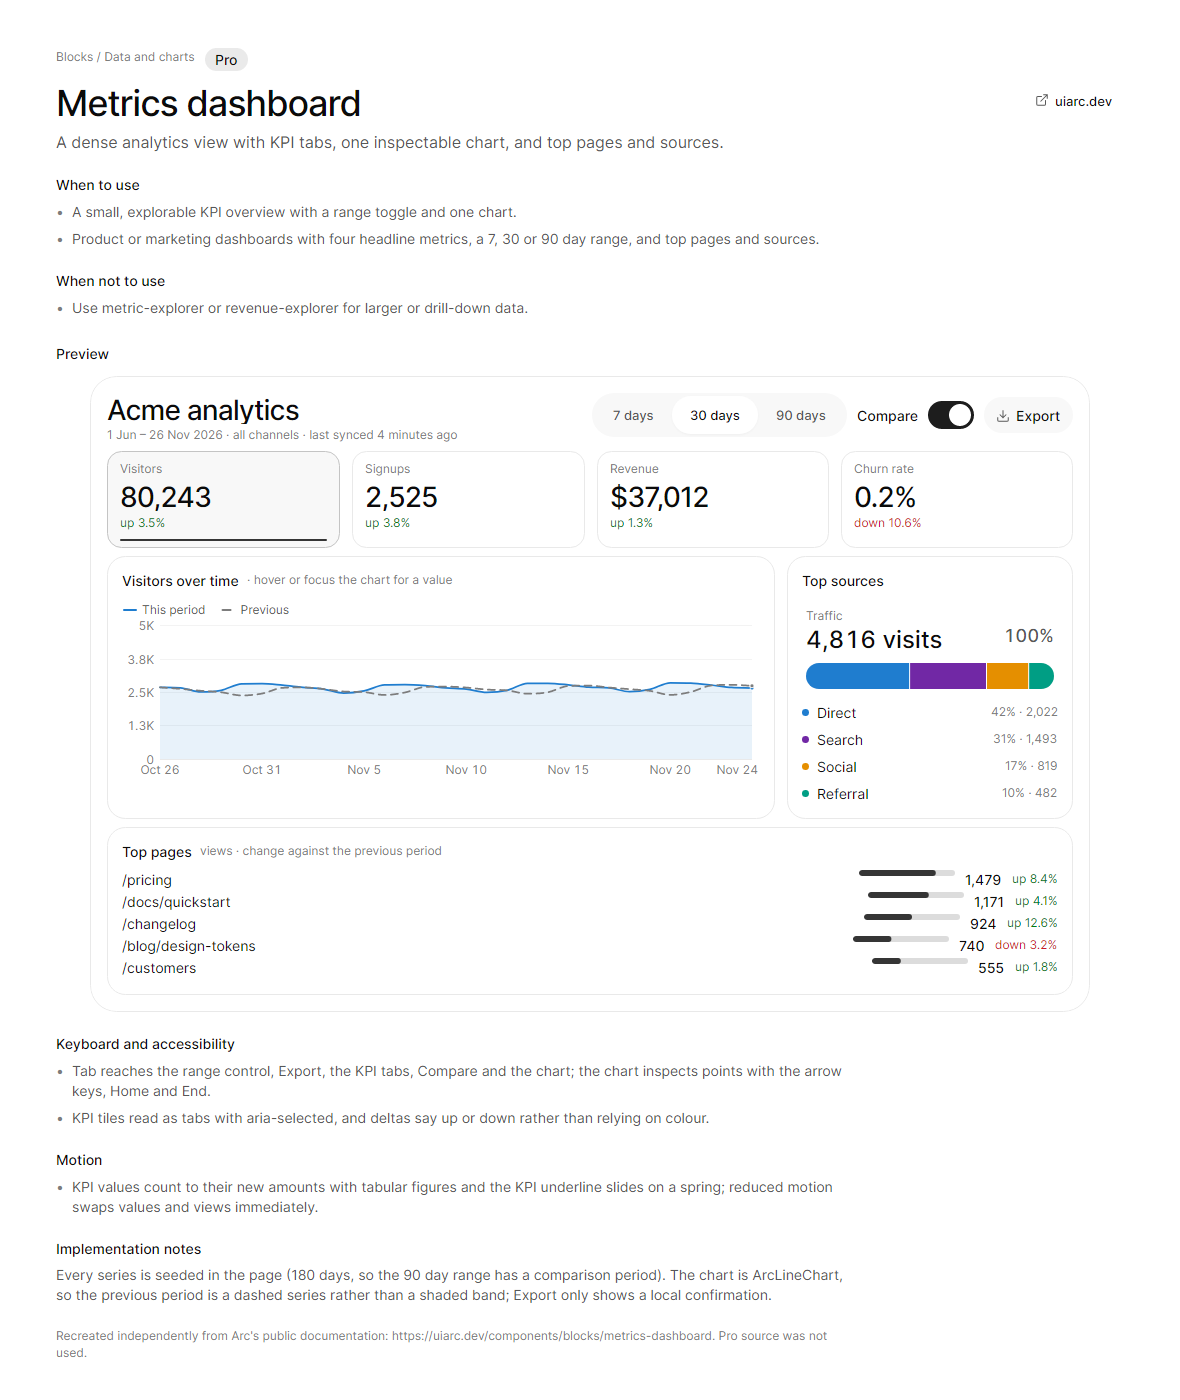 Blocks / Data and charts Pro
Metrics dashboard
uiarc.dev
A dense analytics view with KPI tabs, one inspectable chart, and top pages and sources.
When to use
• A small, explorable KPI overview with a range toggle and one chart.
• Product or marketing dashboards with four headline metrics, a 7, 30 or 90 day range, and top pages and sources.
When not to use
• Use metric-explorer or revenue-explorer for larger or drill-down data.
Preview
Acme analytics
1 Jun – 26 Nov 2026 · all channels · last synced 4 minutes ago
7 days 30 days 90 days Compare Export
Visitors
80,243
up 3.5%
Signups
2,525
up 3.8%
Revenue
$37,012
up 1.3%
Churn rate
0.2%
down 10.6%
Visitors over time · hover or focus the chart for a value
This period Previous
5K
3.8K
2.5K
1.3K
0
Oct 26 Oct 31 Nov 5 Nov 10 Nov 15 Nov 20 Nov 24
Top sources
Traffic
4,816 visits 100%
Direct 42% · 2,022
Search 31% · 1,493
Social 17% · 819
Referral 10% · 482
Top pages views · change against the previous period
/pricing 1,479 up 8.4%
/docs/quickstart 1,171 up 4.1%
/changelog 924 up 12.6%
/blog/design-tokens 740 down 3.2%
/customers 555 up 1.8%
Keyboard and accessibility
• Tab reaches the range control, Export, the KPI tabs, Compare and the chart; the chart inspects points with the arrow
keys, Home and End.
• KPI tiles read as tabs with aria-selected, and deltas say up or down rather than relying on colour.
Motion
• KPI values count to their new amounts with tabular figures and the KPI underline slides on a spring; reduced motion
swaps values and views immediately.
Implementation notes
Every series is seeded in the page (180 days, so the 90 day range has a comparison period). The chart is ArcLineChart,
so the previous period is a dashed series rather than a shaded band; Export only shows a local confirmation.
Recreated independently from Arc's public documentation: https://uiarc.dev/components/blocks/metrics-dashboard. Pro source was not
used.